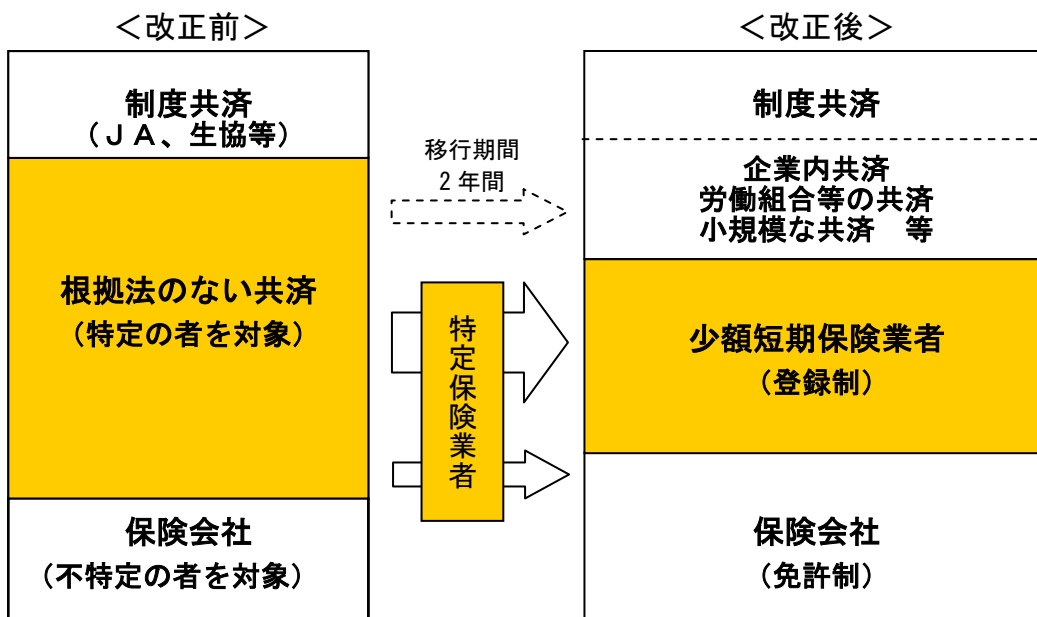 ＜改正前＞
制度共済
（ＪＡ、生協等）
根拠法のない共済
（特定の者を対象）
保険会社
（不特定の者を対象）
移行期間
2 年間
特定保険業者
＜改正後＞
制度共済
企業内共済
労働組合等の共済
小規模な共済　等
少額短期保険業者
（登録制）
保険会社
（免許制）